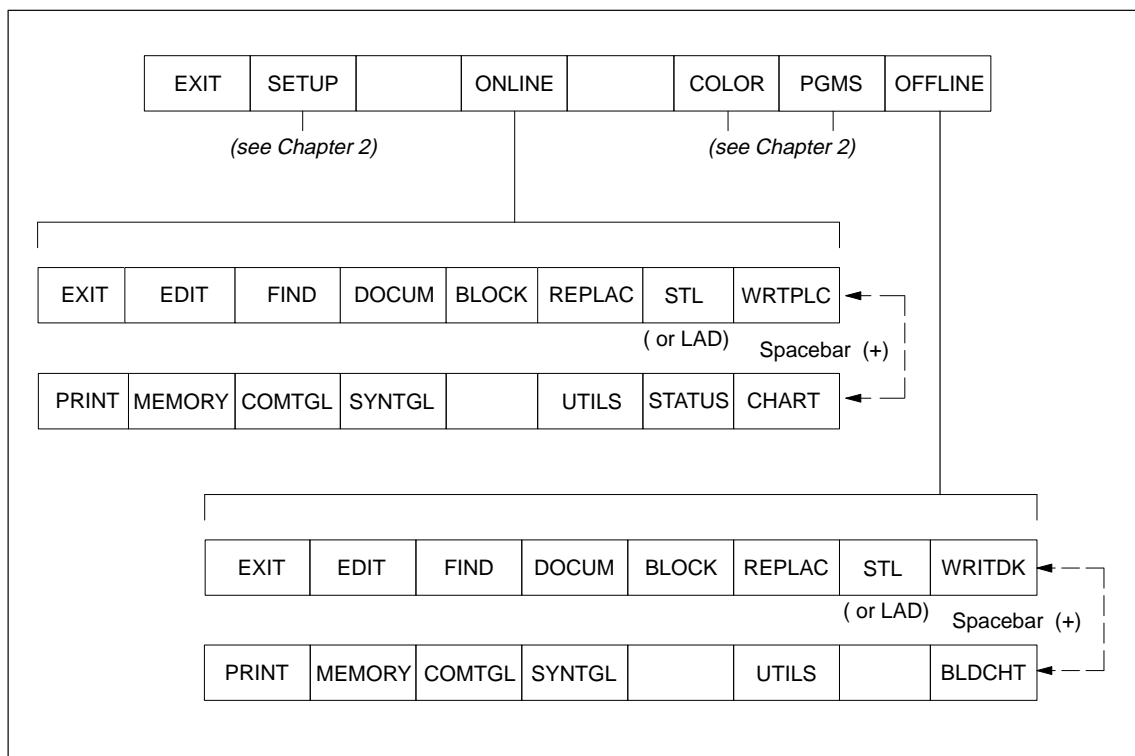 EXIT SETUP ONLINE COLOR PGMS OFFLINE
(see Chapter 2) (see Chapter 2)
EXIT EDIT FIND DOCUM BLOCK REPLAC STL WRTPLC
( or LAD) Spacebar (+)
PRINT MEMORY COMTGL SYNTGL UTILS STATUS CHART
EXIT EDIT FIND DOCUM BLOCK REPLAC STL WRITDK
( or LAD) Spacebar (+)
PRINT MEMORY COMTGL SYNTGL UTILS BLDCHT